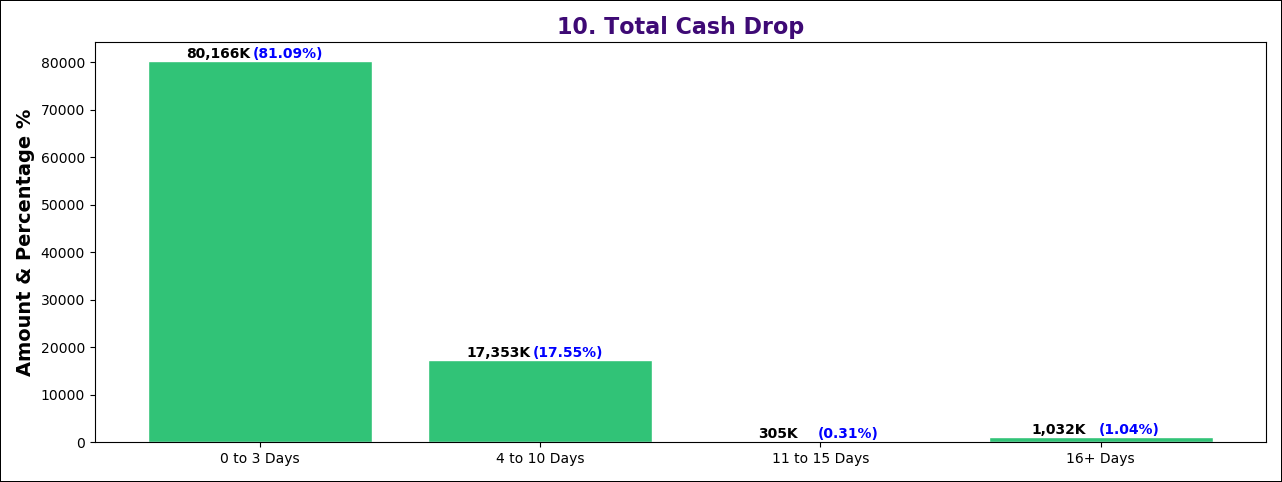 10. Total Cash Drop
Amount & Percentage %
80000
70000
60000
50000
40000
30000
20000
10000
0
80,166K (81.09%)
17,353K (17.55%)
305K (0.31%)
1,032K (1.04%)
0 to 3 Days
4 to 10 Days
11 to 15 Days
16+ Days